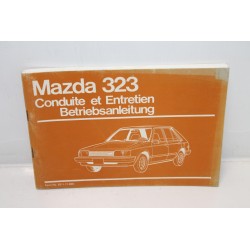 Mazda 323
Conduite et Entretien
Betriebsanleitung